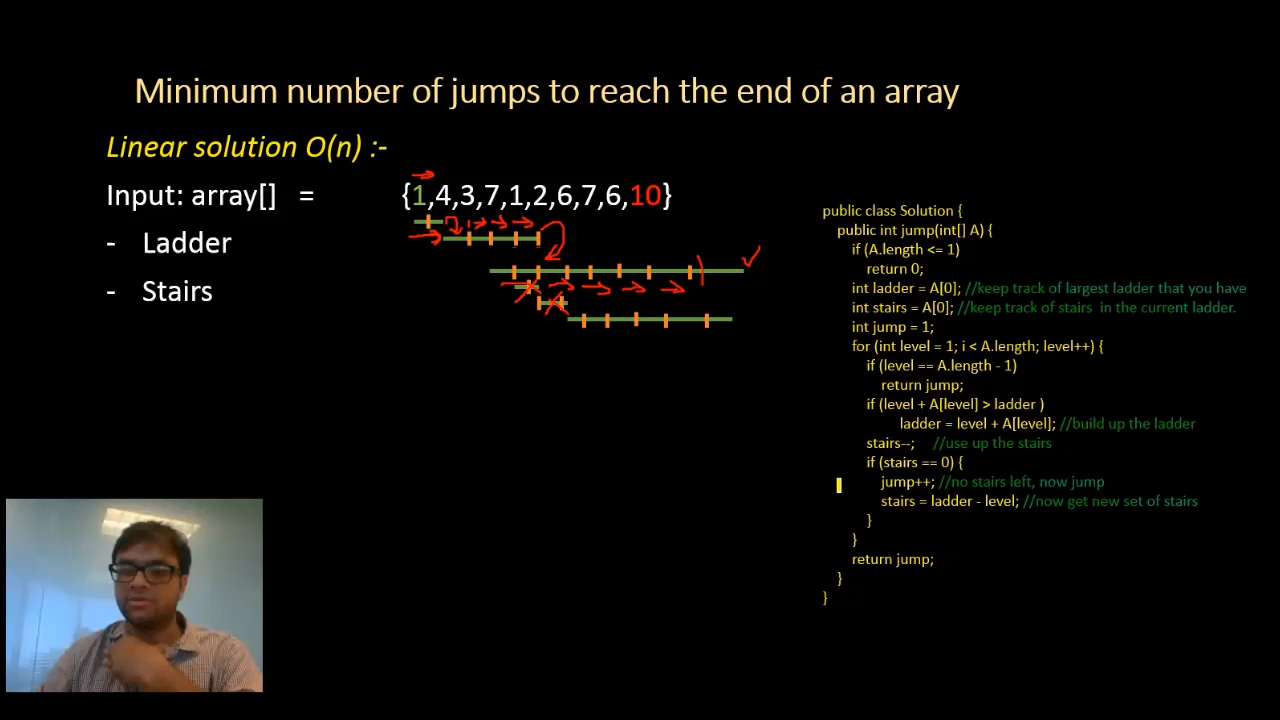 Minimum number of jumps to reach the end of an array
Linear solution O(n) :-
Input: array[] = {1,4,3,7,1,2,6,7,6,10}
- Ladder
- Stairs
public class Solution {
public int jump(int[] A) {
if (A.length <= 1)
return 0;
int ladder = A[0]; //keep track of largest ladder that you have
int stairs = A[0]; //keep track of stairs in the current ladder.
int jump = 1;
for (int level = 1; i < A.length; level++) {
if (level == A.length - 1)
return jump;
if (level + A[level] > ladder )
ladder = level + A[level]; //build up the ladder
stairs--; //use up the stairs
if (stairs == 0) {
jump++; //no stairs left, now jump
stairs = ladder - level; //now get new set of stairs
}
}
return jump;
}
}